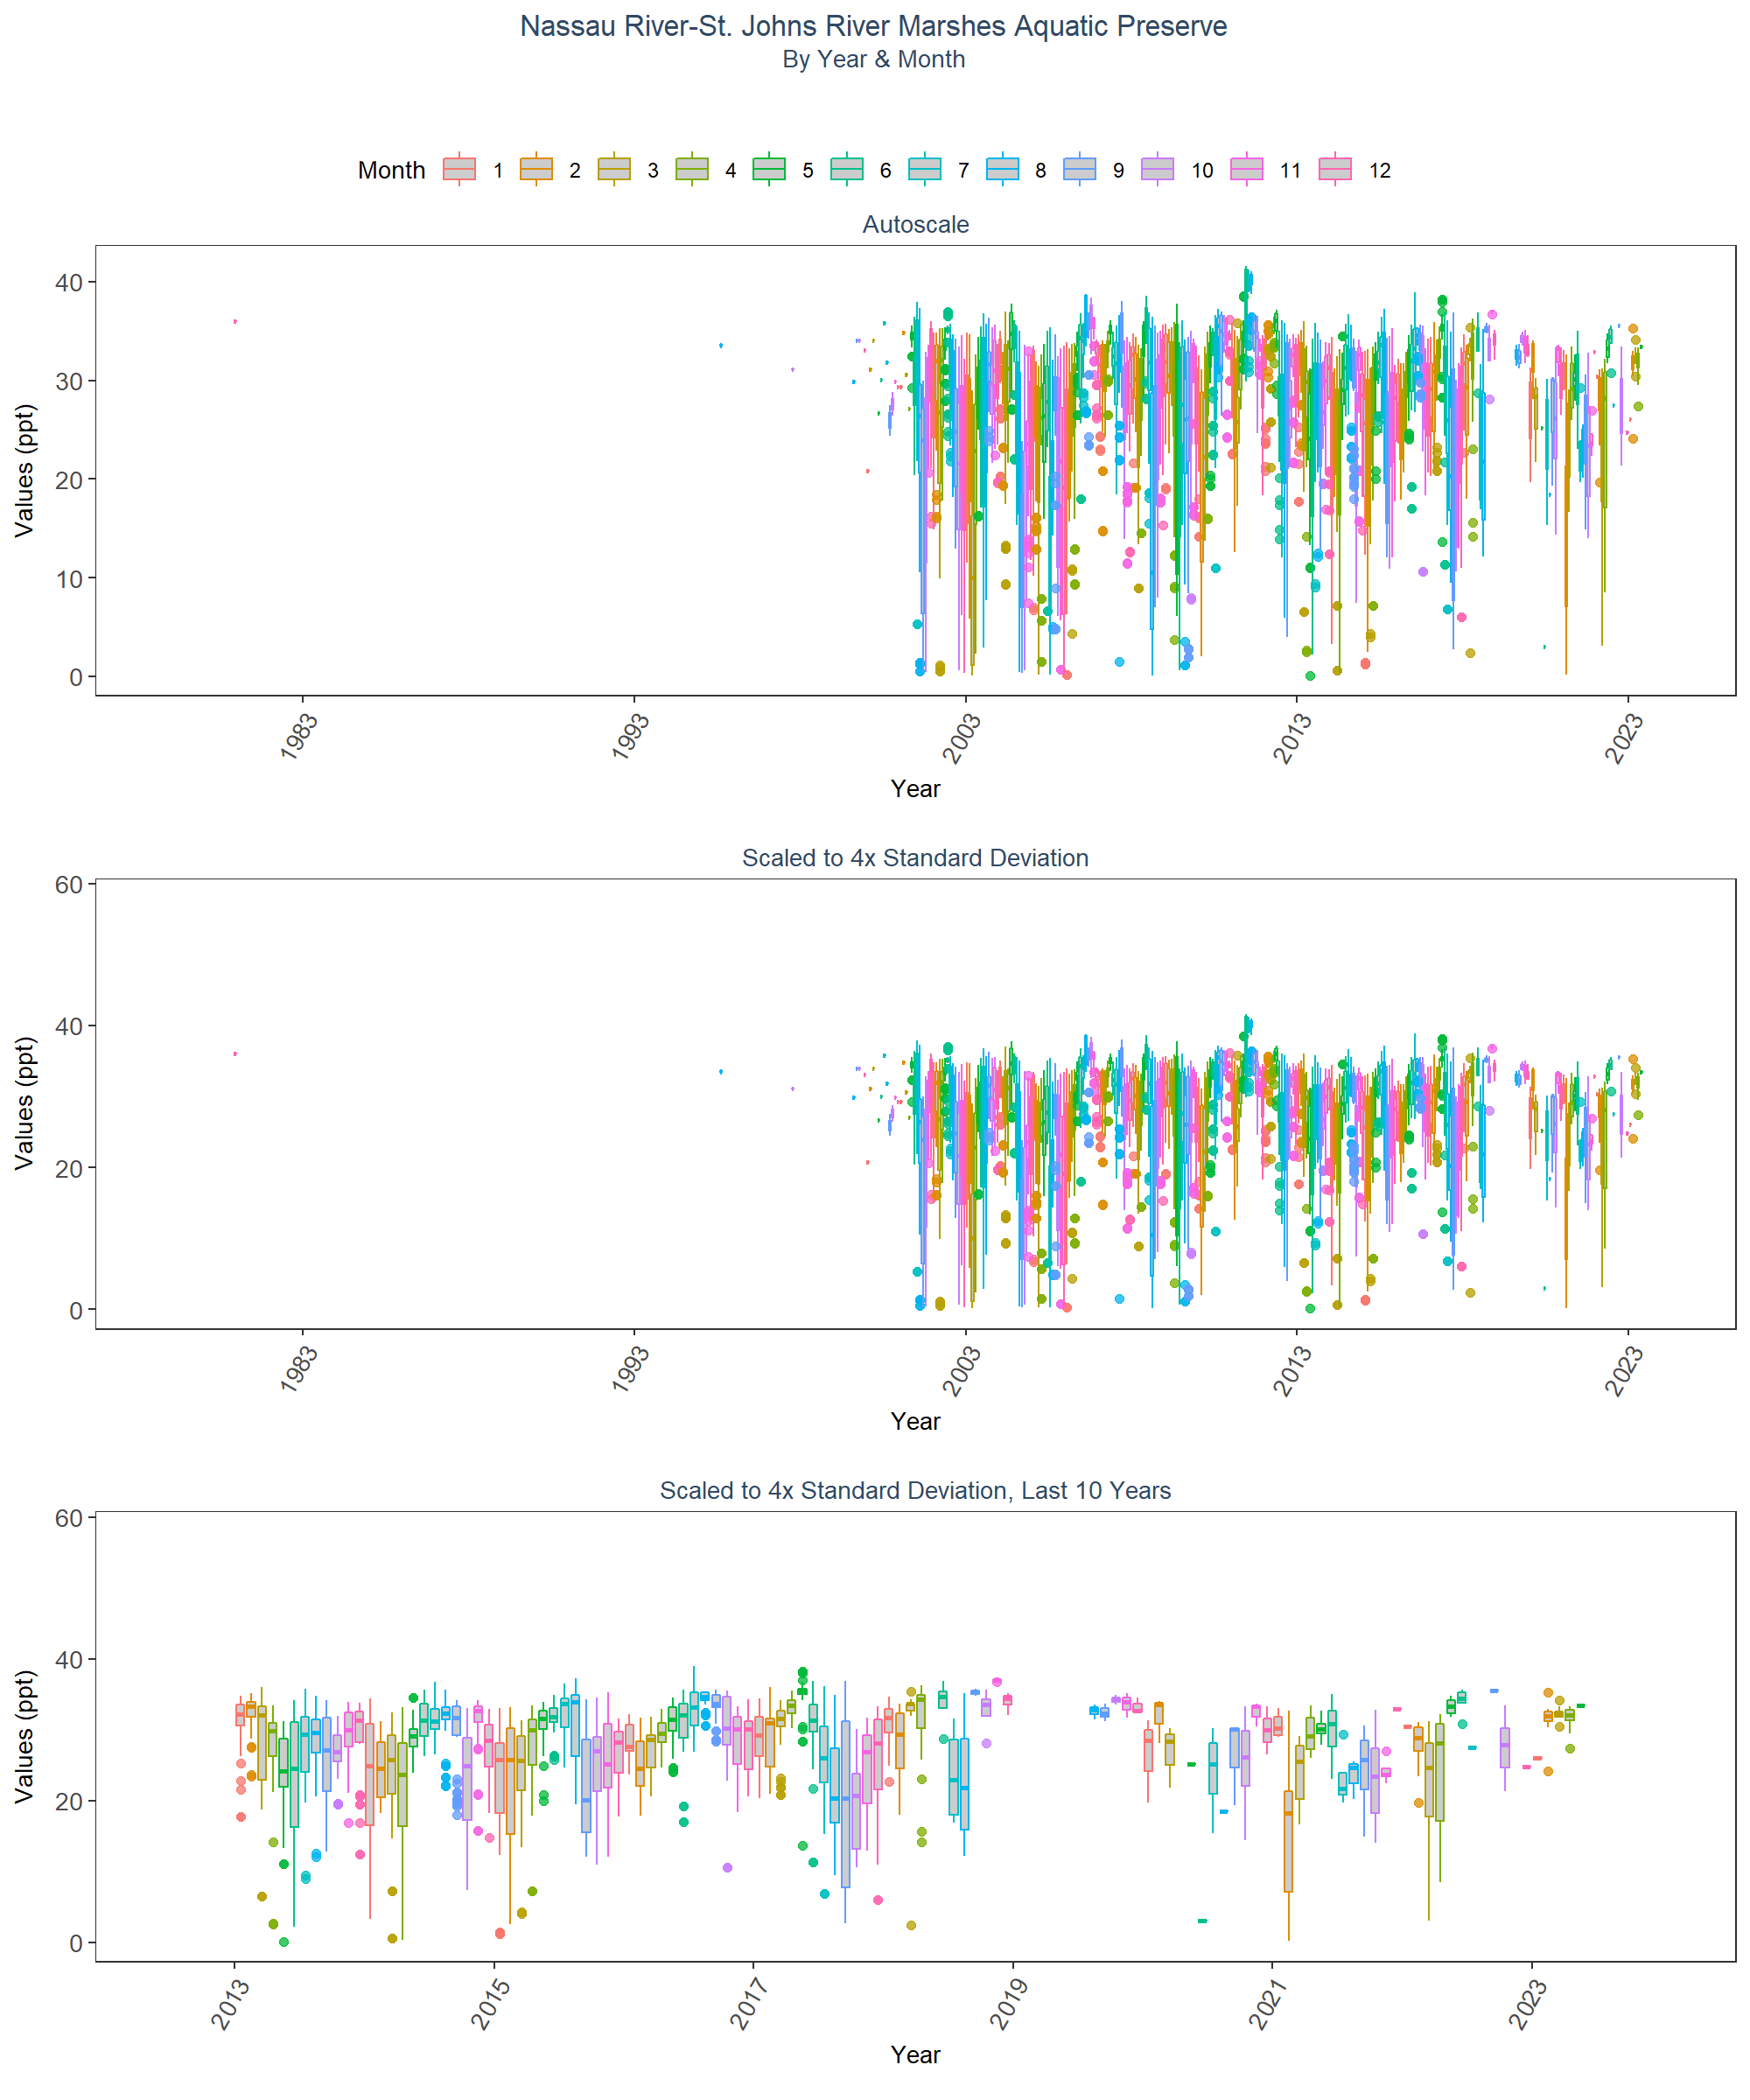 Nassau River-St. Johns River Marshes Aquatic Preserve
By Year & Month
Month 1 2 3 4 5 6 7 8 9 10 11 12
Autoscale
Values (ppt)
40
30
20
10
0
1983 1993 2003 2013 2023
Year
Scaled to 4x Standard Deviation
Values (ppt)
60
40
20
0
1983 1993 2003 2013 2023
Year
Scaled to 4x Standard Deviation, Last 10 Years
Values (ppt)
60
40
20
0
2013 2015 2017 2019 2021 2023
Year